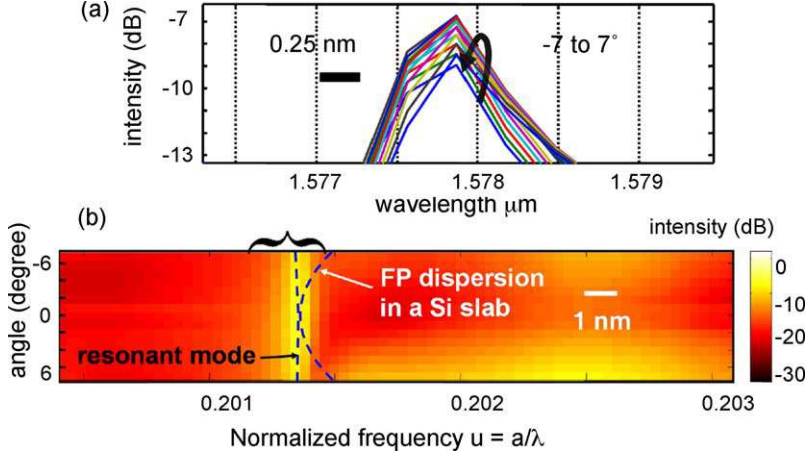 (a)
-7
-10
-13
intensity (dB)
0.25 nm
-7 to 7°
1.577
1.578
1.579
wavelength μm
(b)
intensity (dB)
-6
0
6
angle (degree)
FP dispersion
in a Si slab
1 nm
resonant mode
0
-10
-20
-30
0.201
0.202
0.203
Normalized frequency u = a/λ